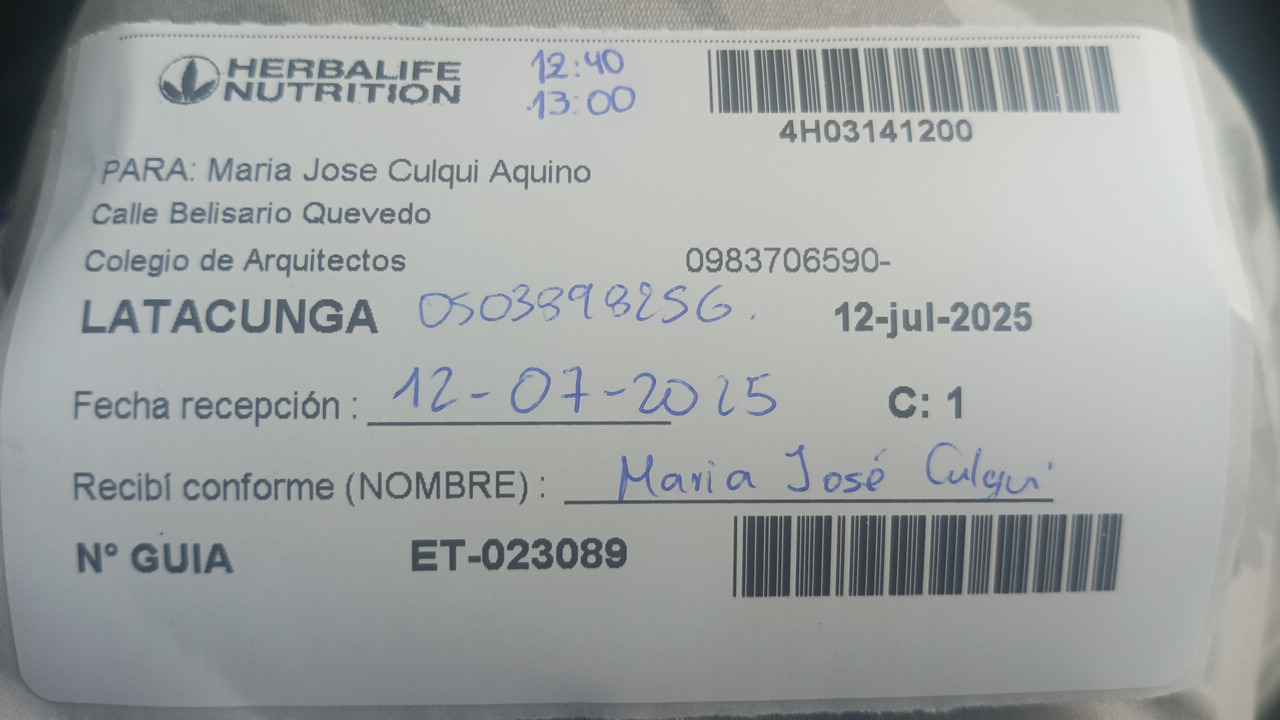 HERBALIFE
NUTRITION
12:40
13:00
4H03141200
PARA: Maria Jose Culqui Aquino
Calle Belisario Quevedo
Colegio de Arquitectos 0983706590-
LATACUNGA 0503898256. 12-jul-2025
Fecha recepción : 12-07-2025 C: 1
Recibí conforme (NOMBRE) : Maria José Culqui
N° GUIA ET-023089